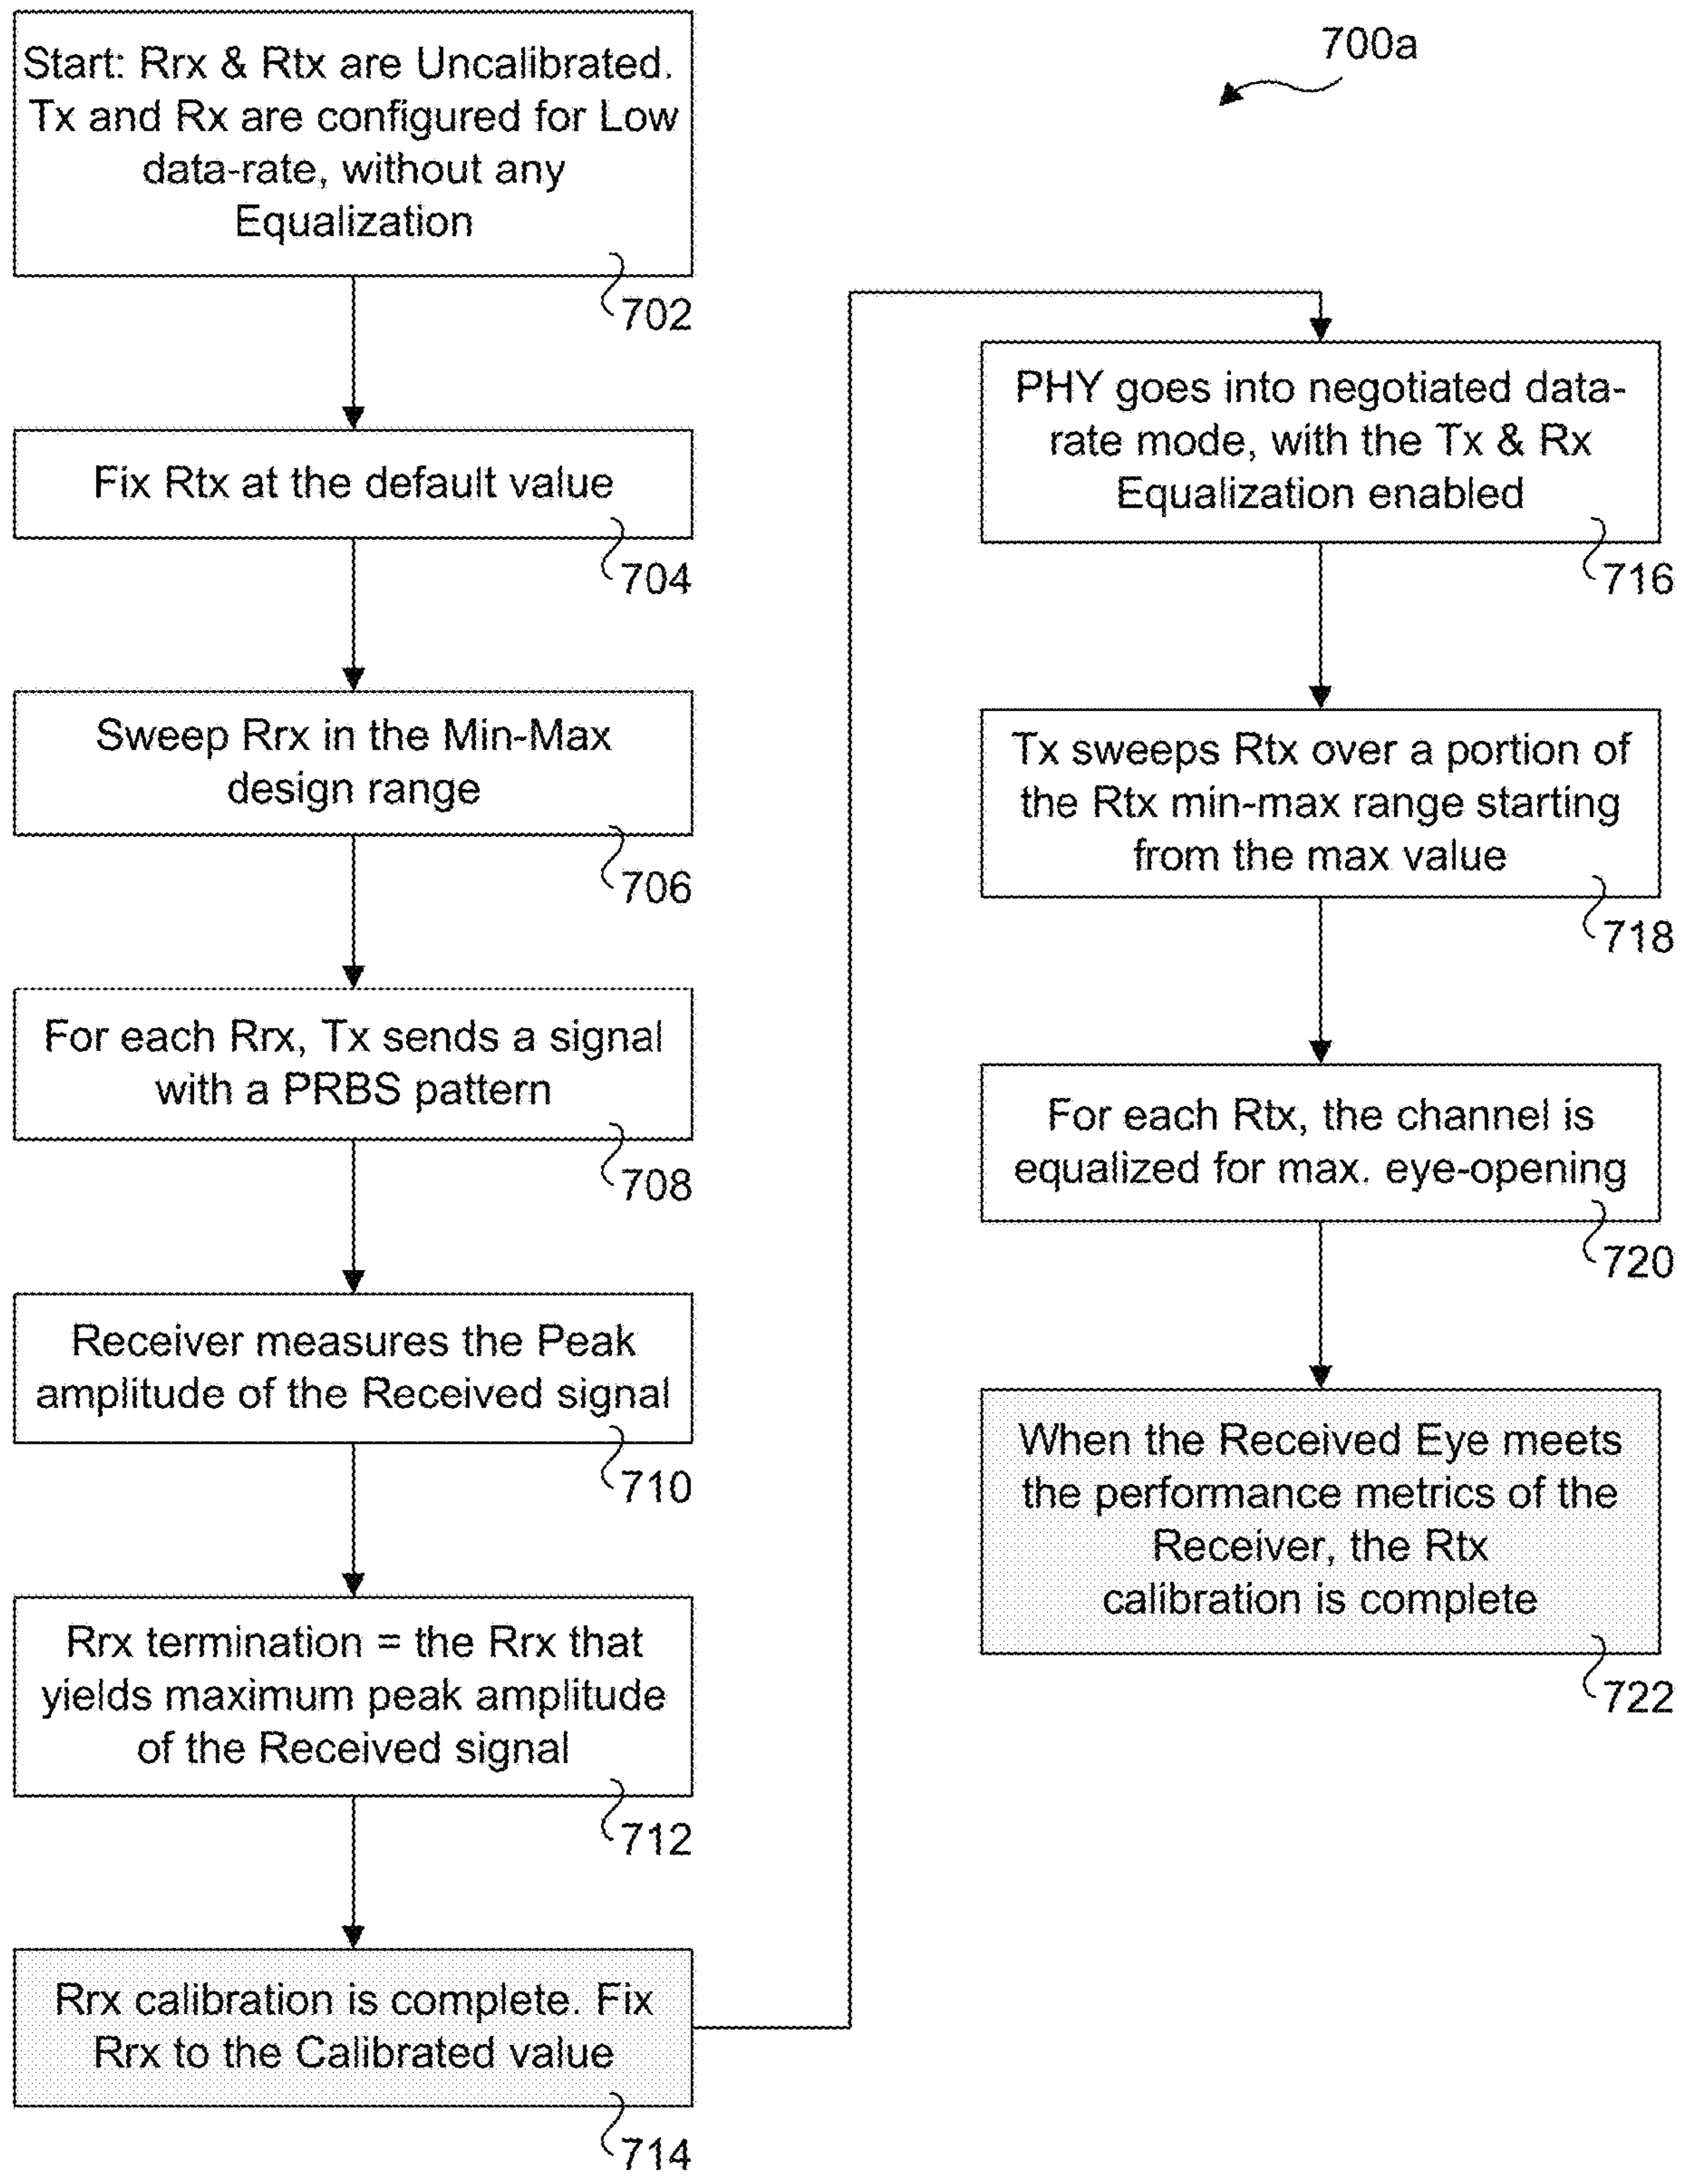 700a
Start: Rrx & Rtx are Uncalibrated.
Tx and Rx are configured for Low
data-rate, without any
Equalization
702
Fix Rtx at the default value
704
Sweep Rrx in the Min-Max
design range
706
For each Rrx, Tx sends a signal
with a PRBS pattern
708
Receiver measures the Peak
amplitude of the Received signal
710
Rrx termination = the Rrx that
yields maximum peak amplitude
of the Received signal
712
Rrx calibration is complete. Fix
Rrx to the Calibrated value
714
PHY goes into negotiated data-
rate mode, with the Tx & Rx
Equalization enabled
716
Tx sweeps Rtx over a portion of
the Rtx min-max range starting
from the max value
718
For each Rtx, the channel is
equalized for max. eye-opening
720
When the Received Eye meets
the performance metrics of the
Receiver, the Rtx
calibration is complete
722